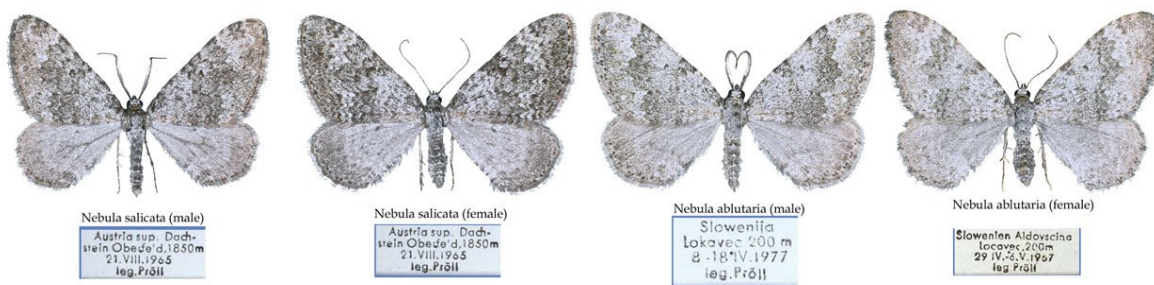 Nebula salicata (male)
Austria sup. Dach-
stein Obefe'd,1850m
21.VIII.1965
leg.Pröll
Nebula salicata (female)
Austria sup. Dach-
stein Obefe'd,1850m
21.VIII.1965
leg.Pröll
Nebula ablutaria (male)
Slowenija
Lokavec 200 m
8.-18.IV.1977
leg.Pröll
Nebula ablutaria (female)
Slowenien Aidovscina
Locavec,200m
29 IV.-6.V.1967
leg Pröll